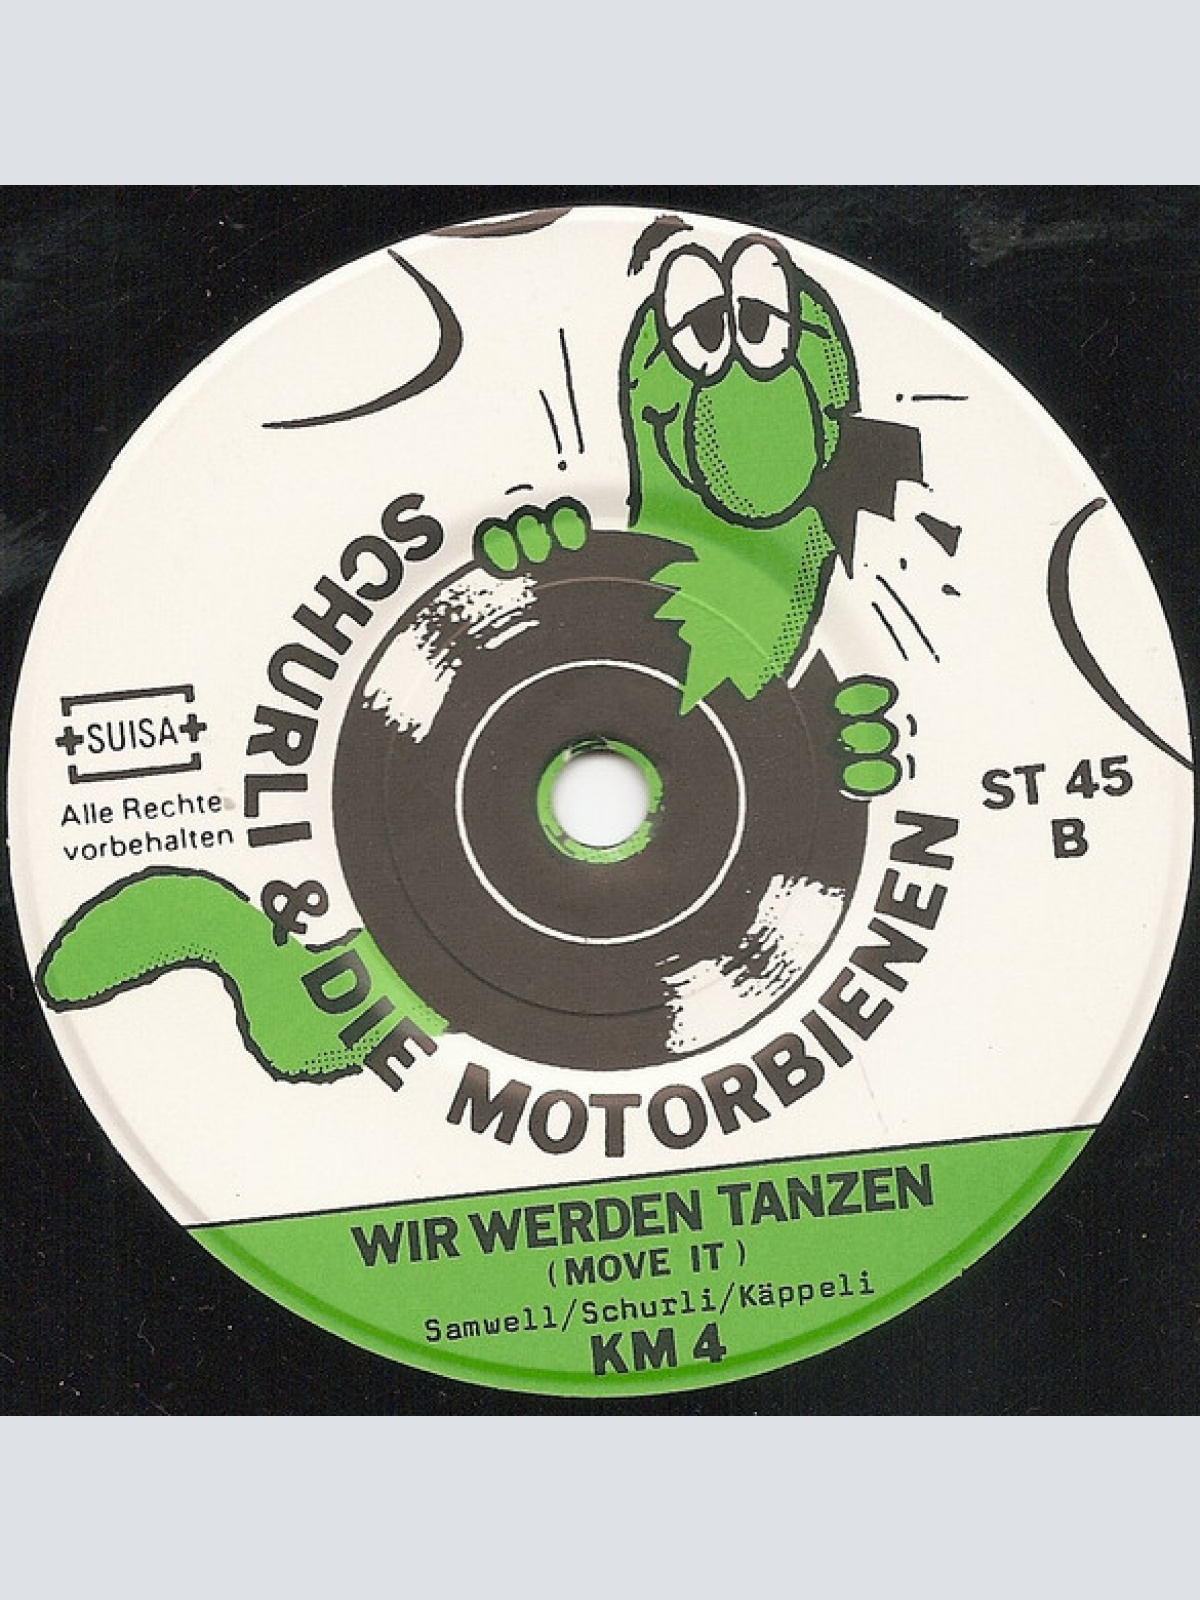 SCHURLI & DIE MOTORBIENEN
+SUISA+
Alle Rechte
vorbehalten
ST 45
B
WIR WERDEN TANZEN
(MOVE IT)
Samwell/Schurli/Käppeli
KM 4